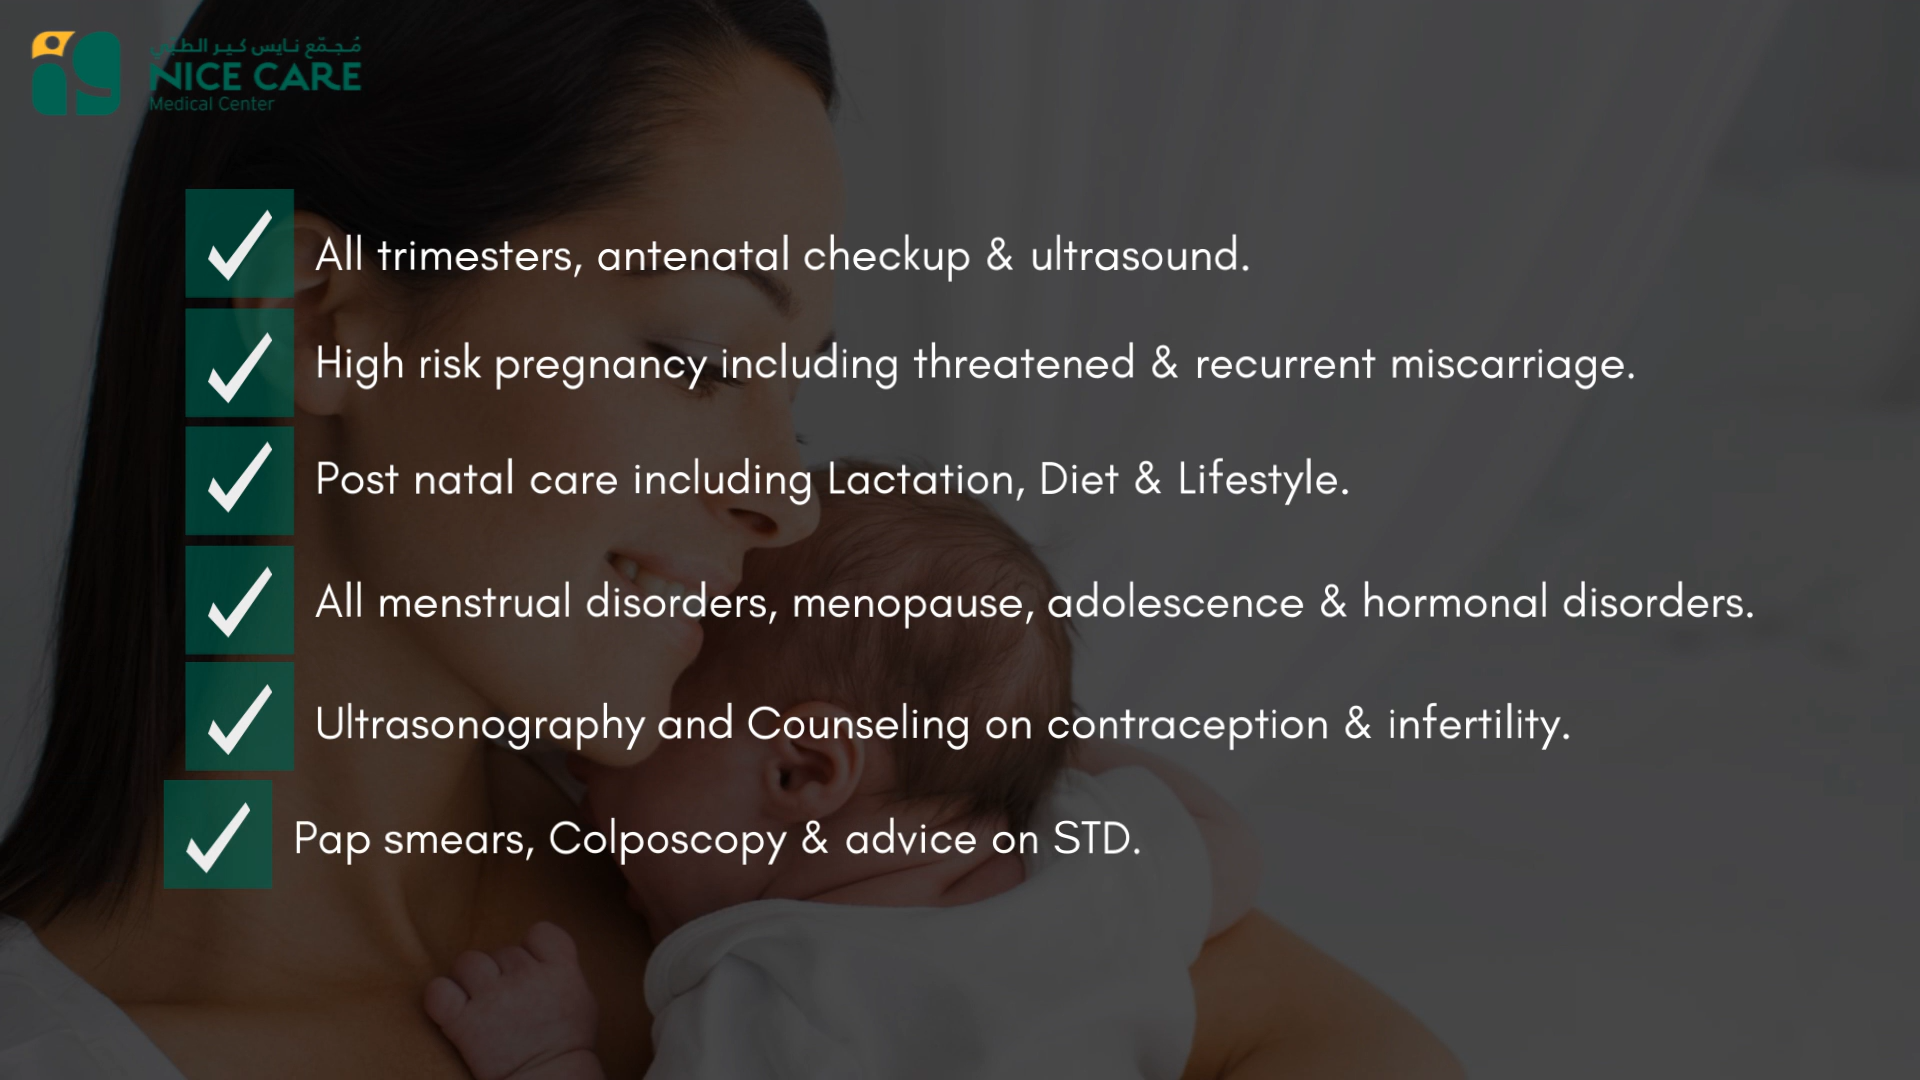 مُجمّع نايس كير الطبّي
NICE CARE
Medical Center
All trimesters, antenatal checkup & ultrasound.
High risk pregnancy including threatened & recurrent miscarriage.
Post natal care including Lactation, Diet & Lifestyle.
All menstrual disorders, menopause, adolescence & hormonal disorders.
Ultrasonography and Counseling on contraception & infertility.
Pap smears, Colposcopy & advice on STD.